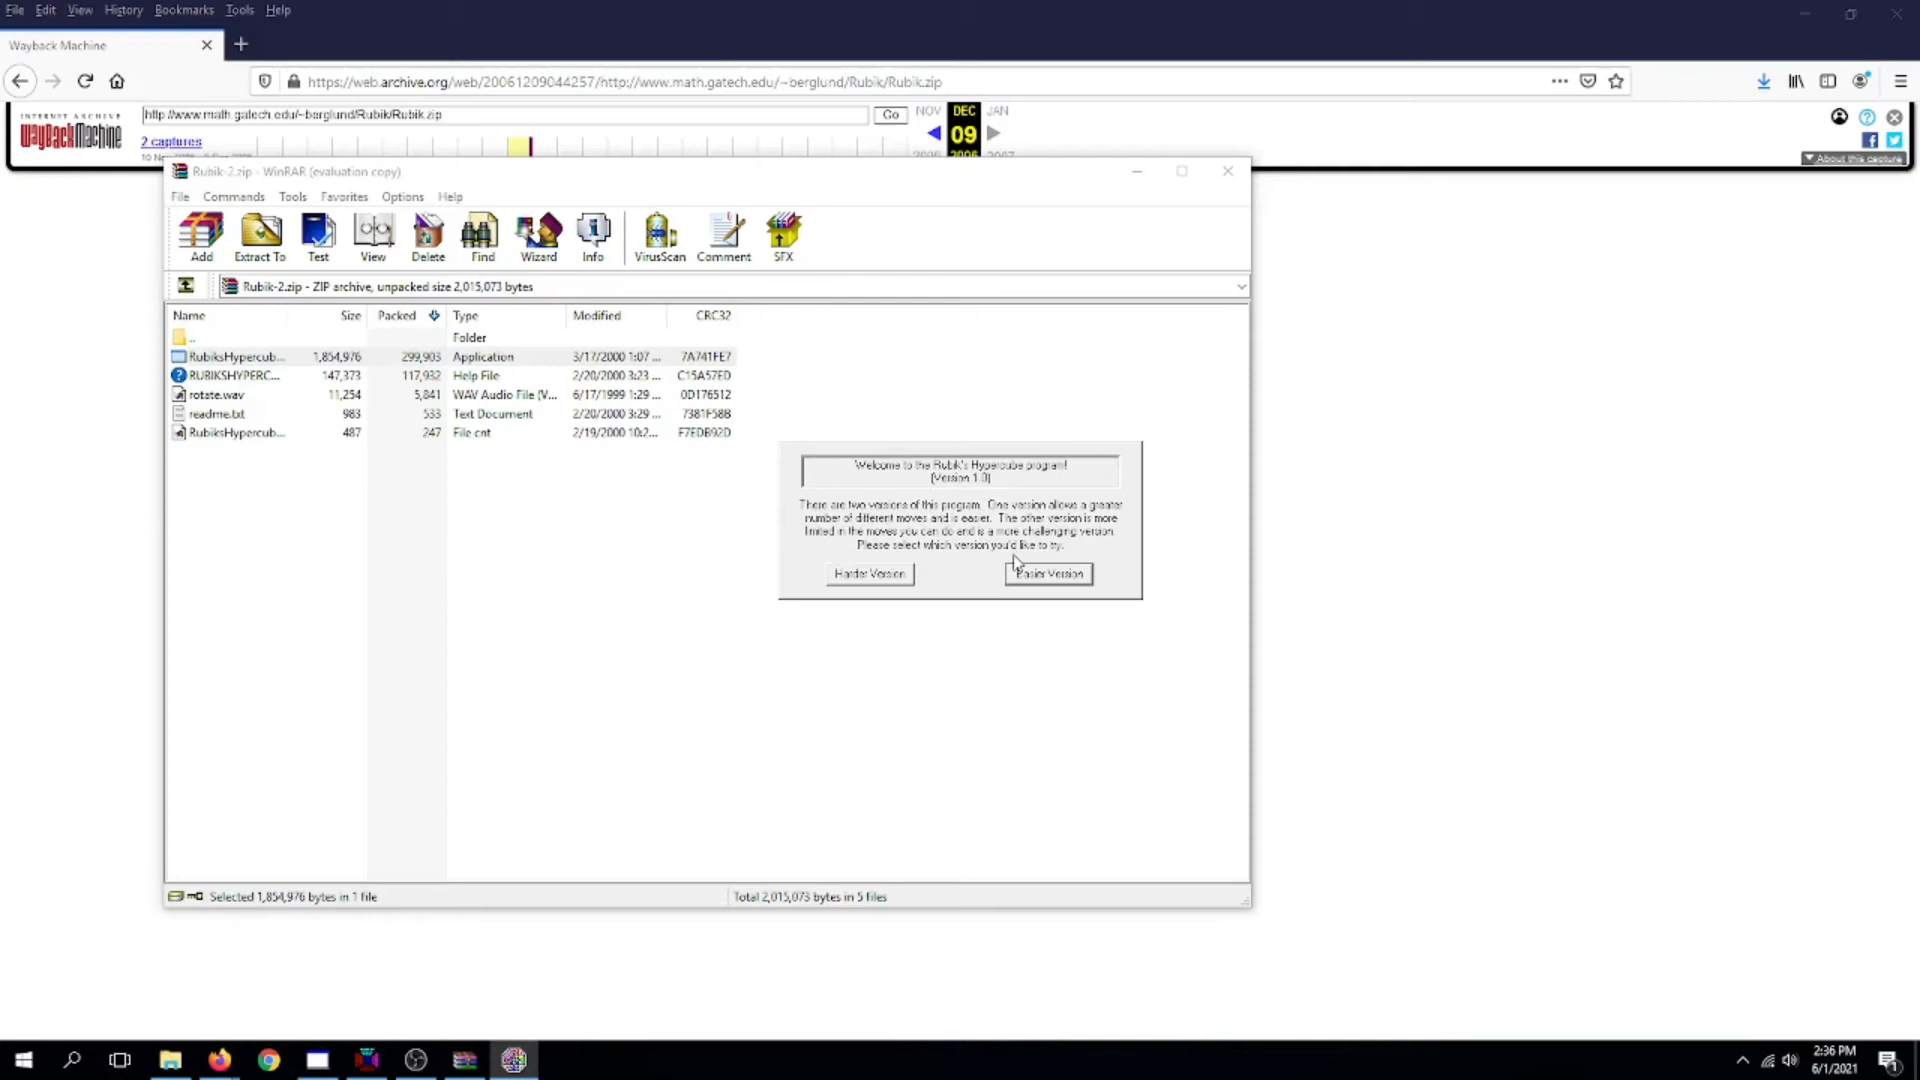 File Edit View History Bookmarks Tools Help
Wayback Machine
https://web.archive.org/web/20061209044257/http://www.math.gatech.edu/~berglund/Rubik/Rubik.zip
INTERNET ARCHIVE
WayBackMachine
http://www.math.gatech.edu/~berglund/Rubik/Rubik.zip
Go
NOV DEC JAN
09
2 captures
2006 2007
About this capture
Rubik-2.zip - WinRAR (evaluation copy)
File Commands Tools Favorites Options Help
Add Extract To Test View Delete Find Wizard Info VirusScan Comment SFX
Rubik-2.zip - ZIP archive, unpacked size 2,015,073 bytes
Name Size Packed Type Modified CRC32
.. Folder
RubiksHypercub... 1,854,976 299,903 Application 3/17/2000 1:07 ... 7A741FE7
RUBIKSHYPERC... 147,373 117,932 Help File 2/20/2000 3:23 ... C15A57ED
rotate.wav 11,254 5,841 WAV Audio File (V... 6/17/1999 1:29 ... 0D176512
readme.txt 983 533 Text Document 2/20/2000 3:29 ... 7381F58B
RubiksHypercub... 487 247 File cnt 2/19/2000 10:2... F7EDB92D
Welcome to the Rubik's Hypercube program!
(Version 1.0)
There are two versions of this program. One version allows a greater
number of different moves and is easier. The other version is more
limited in the moves you can do and is a more challenging version.
Please select which version you'd like to try.
Harder Version Easier Version
Selected 1,854,976 bytes in 1 file
Total 2,015,073 bytes in 5 files
2:36 PM
6/1/2021